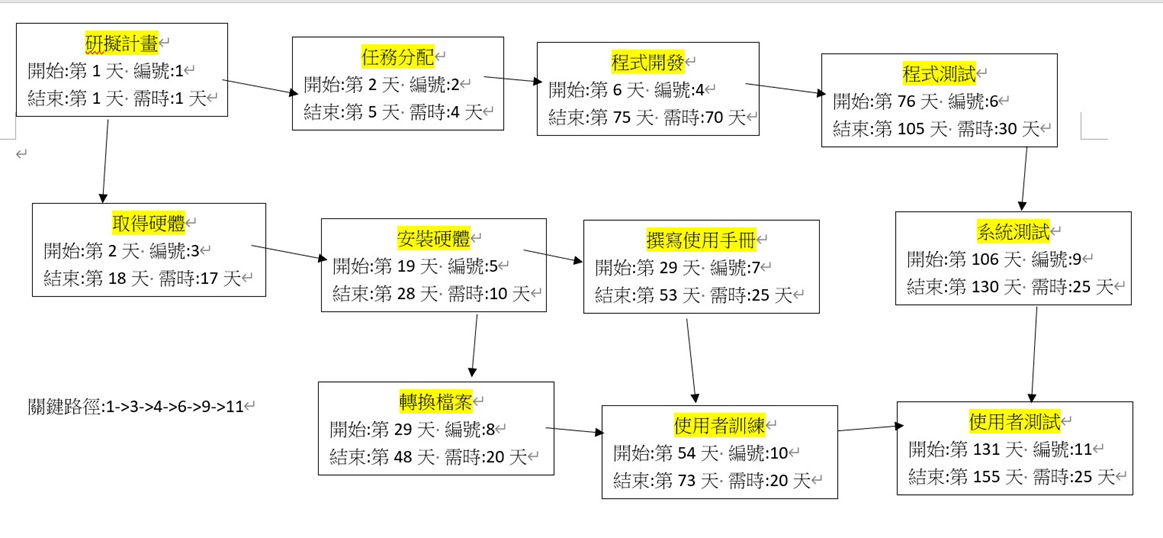 研擬計畫
開始:第 1 天 編號:1
結束:第 1 天 需時:1 天
任務分配
開始:第 2 天 編號:2
結束:第 5 天 需時:4 天
程式開發
開始:第 6 天 編號:4
結束:第 75 天 需時:70 天
程式測試
開始:第 76 天 編號:6
結束:第 105 天 需時:30 天
取得硬體
開始:第 2 天 編號:3
結束:第 18 天 需時:17 天
安裝硬體
開始:第 19 天 編號:5
結束:第 28 天 需時:10 天
撰寫使用手冊
開始:第 29 天 編號:7
結束:第 53 天 需時:25 天
系統測試
開始:第 106 天 編號:9
結束:第 130 天 需時:25 天
關鍵路徑:1->3->4->6->9->11
轉換檔案
開始:第 29 天 編號:8
結束:第 48 天 需時:20 天
使用者訓練
開始:第 54 天 編號:10
結束:第 73 天 需時:20 天
使用者測試
開始:第 131 天 編號:11
結束:第 155 天 需時:25 天